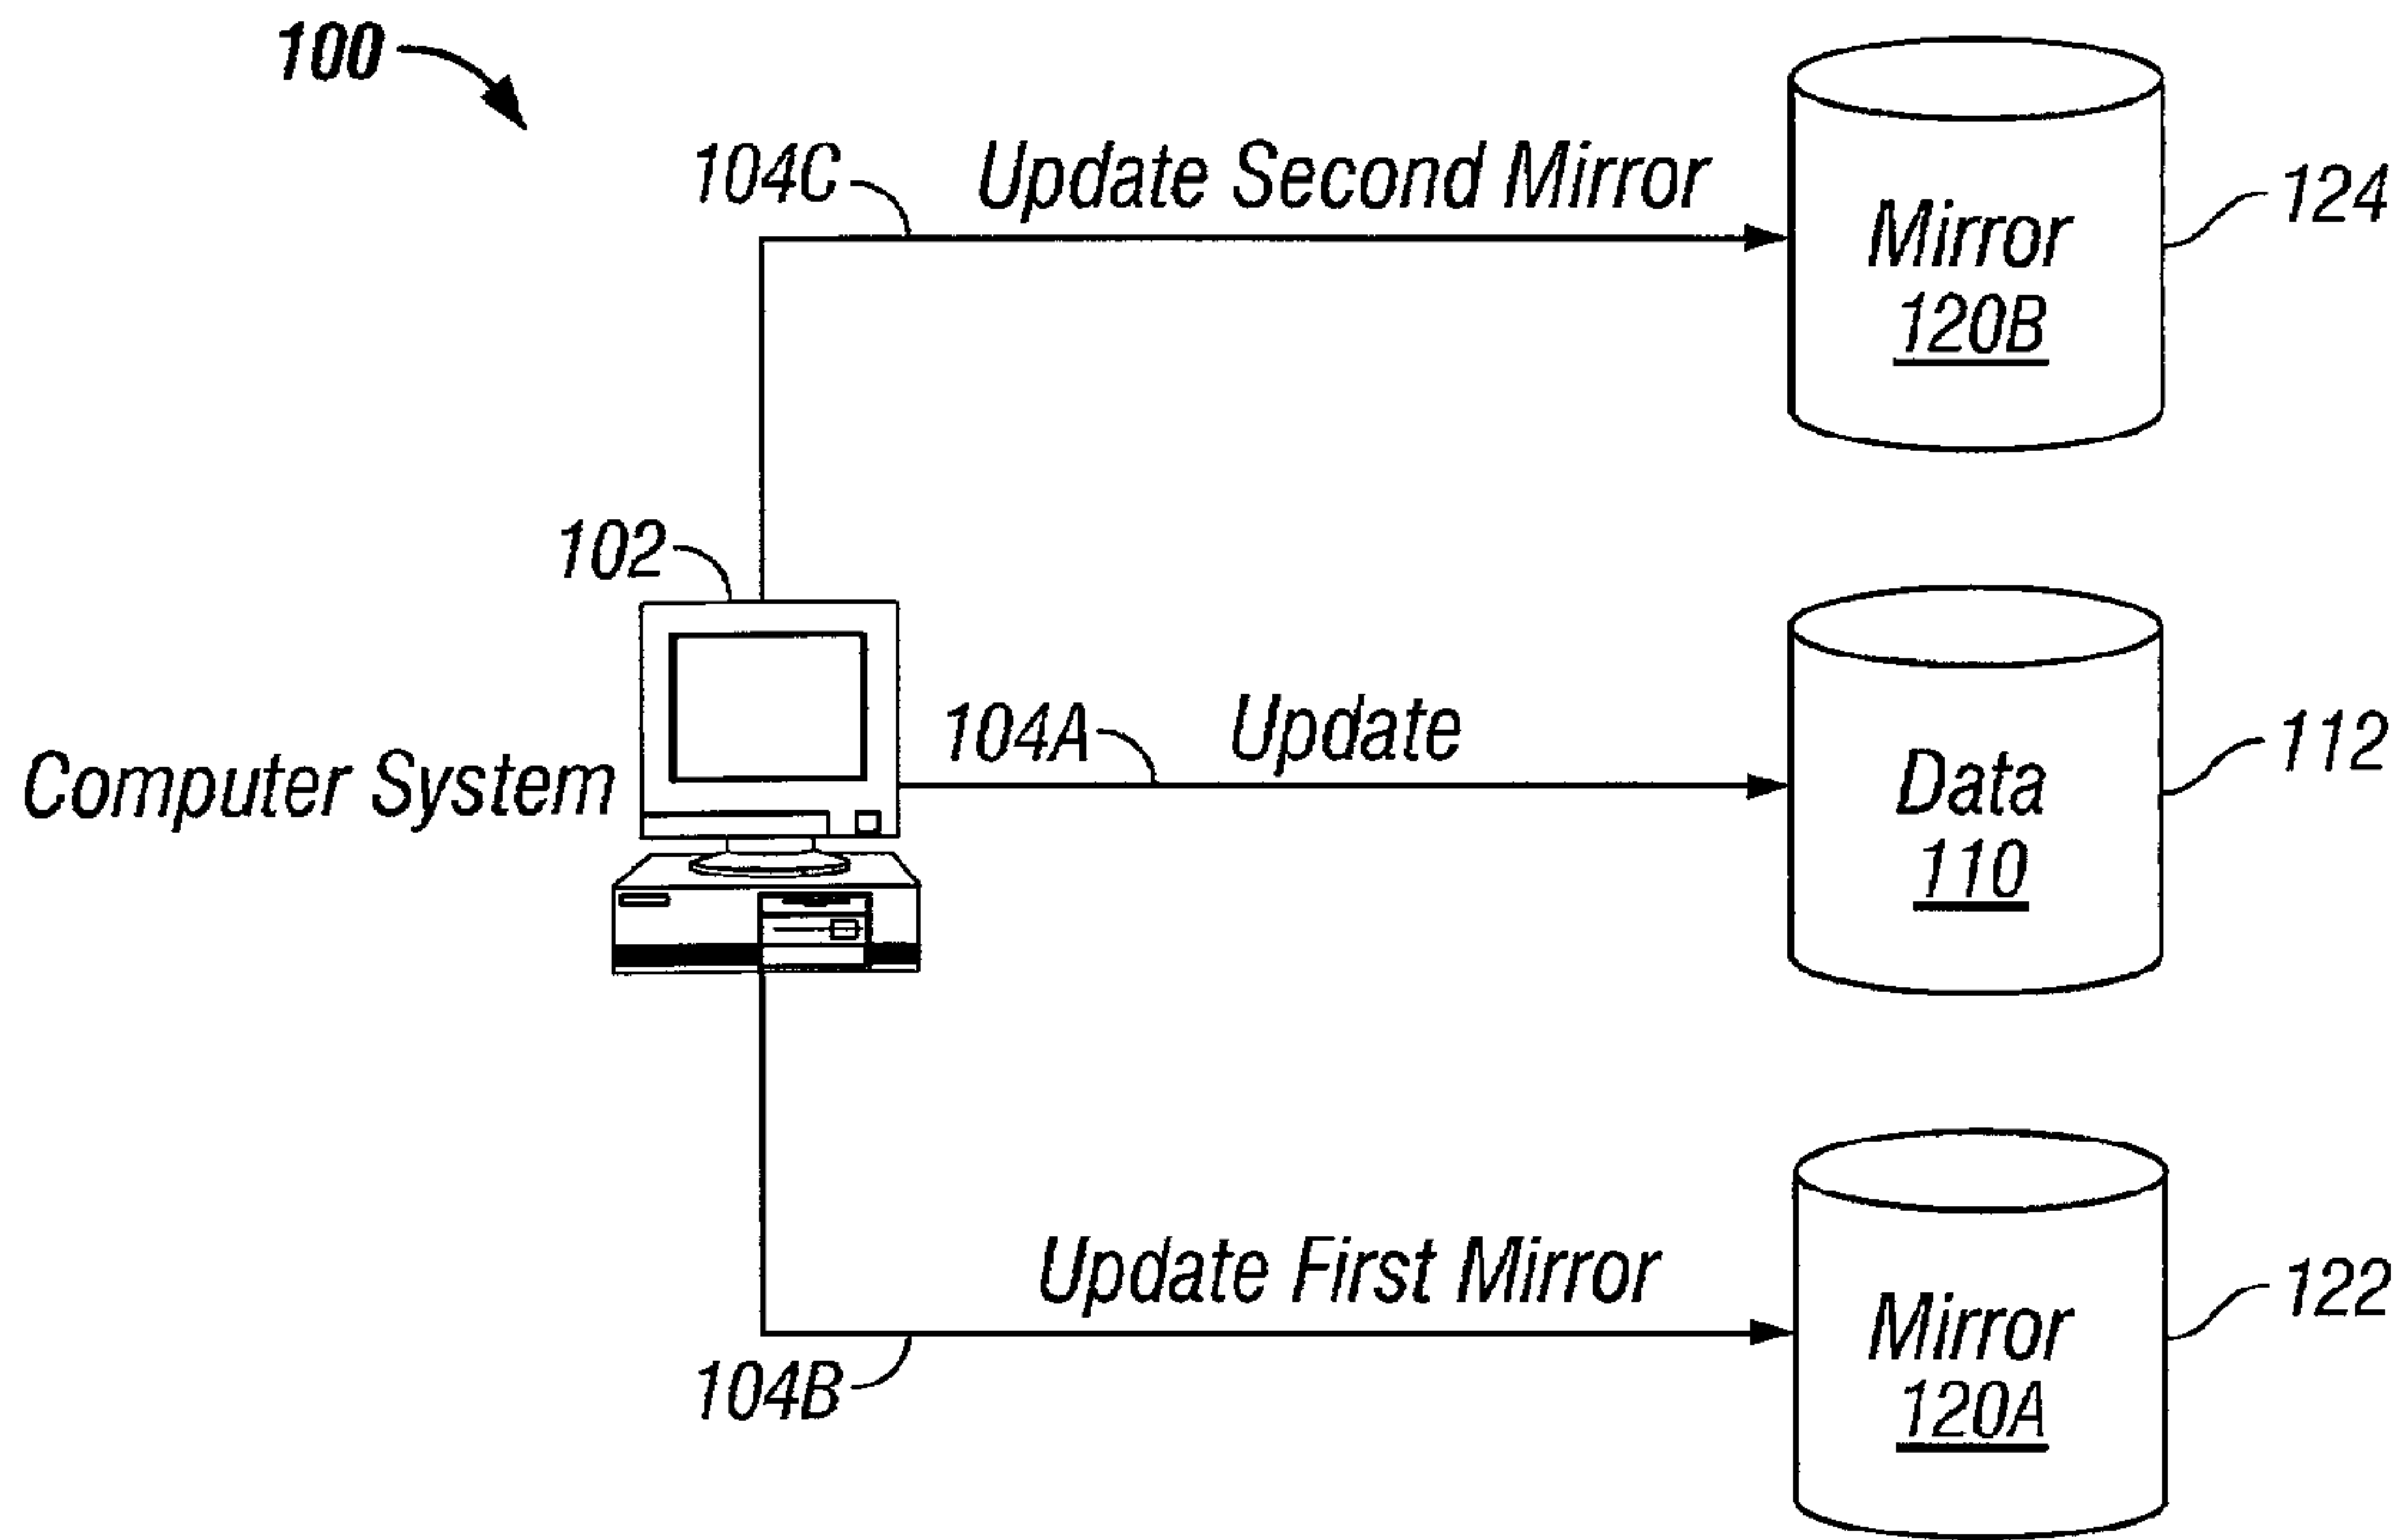 100
104C
Update Second Mirror
Mirror
120B
124
102
Computer System
104A
Update
Data
110
112
Update First Mirror
104B
Mirror
120A
122